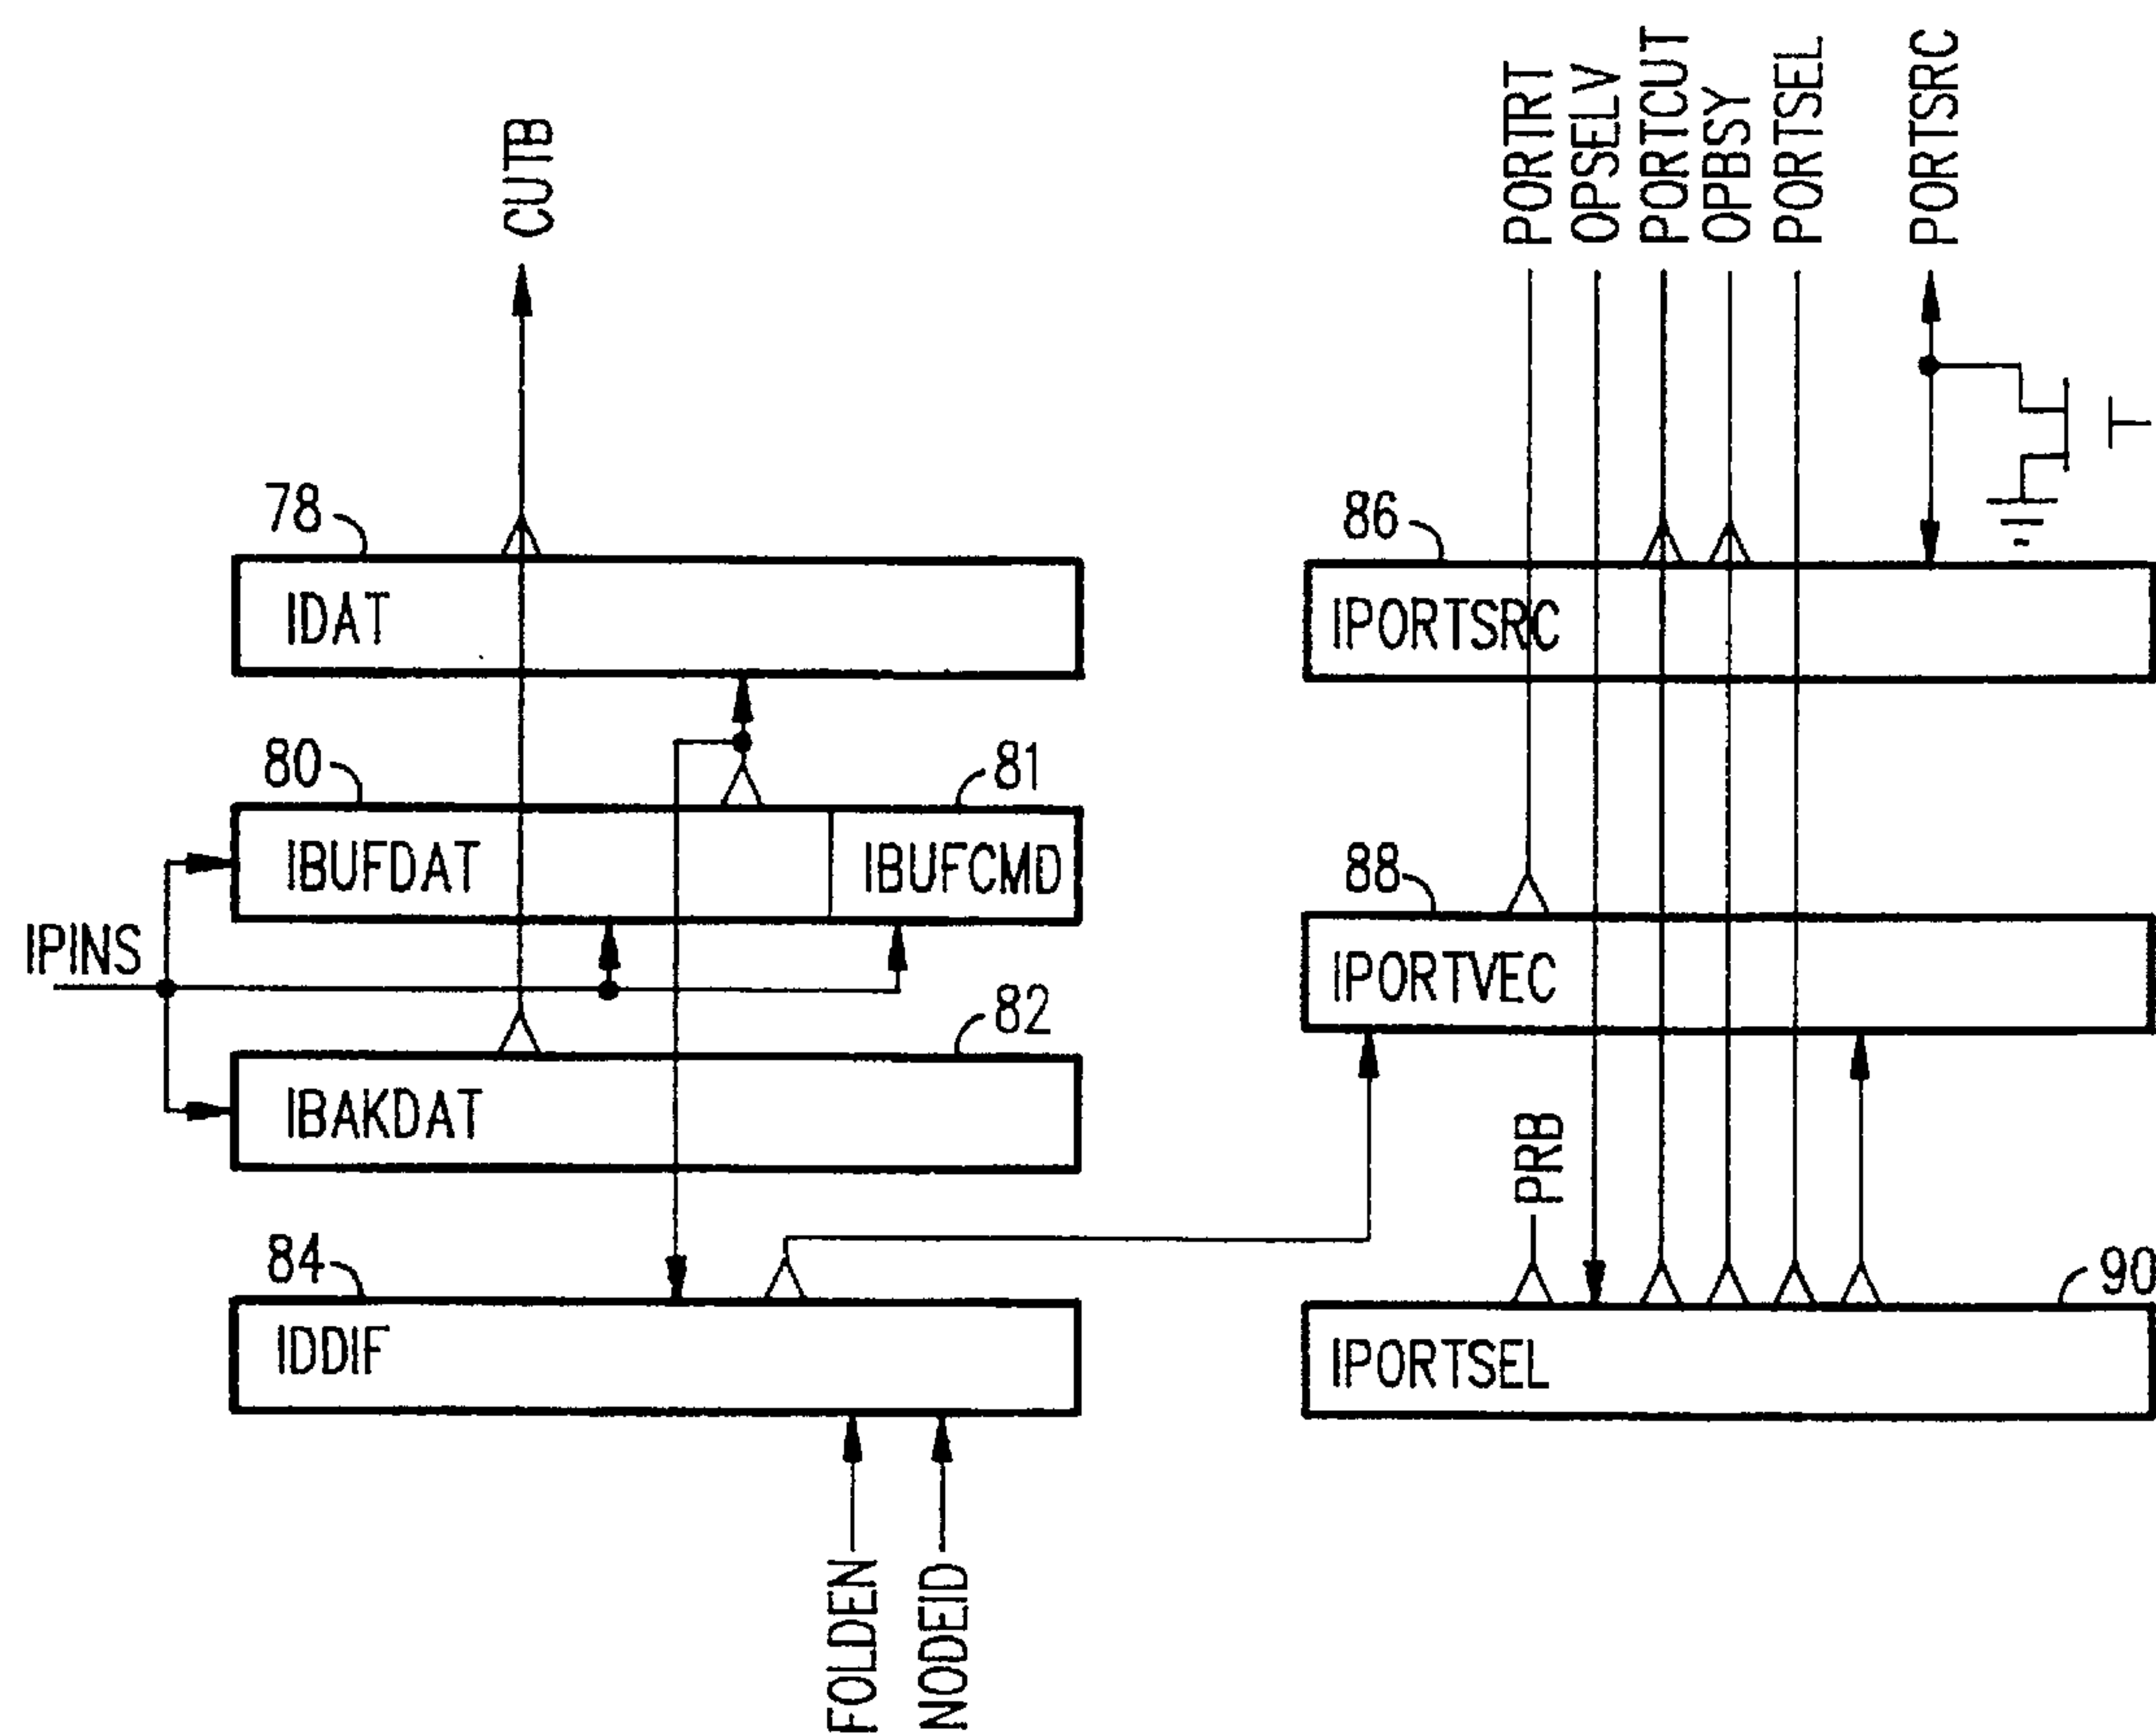 CUTB
PORTRT
OPSELV
PORTCUT
OPBSY
PORTSEL
PORTSRC
78
IDAT
86
IPORTSRC
80
81
IBUFDAT
IBUFCMD
IPINS
88
IPORTVEC
82
IBAKDAT
PRB
84
IDDIF
90
IPORTSEL
FOLDEN
NODEID